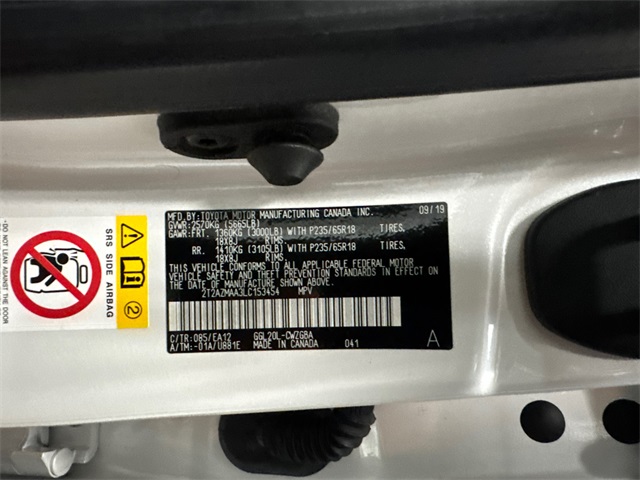 MFD.BY:TOYOTA MOTOR MANUFACTURING CANADA INC. 09/19
GVWR:2570KG (5665LB)
GAWR:FRT. 1360KG (3000LB) WITH P235/65R18 TIRES,
18X8J RIMS,
RR. 1410KG (3105LB) WITH P235/65R18 TIRES,
18X8J RIMS,
THIS VEHICLE CONFORMS TO ALL APPLICABLE FEDERAL MOTOR
VEHICLE SAFETY AND THEFT PREVENTION STANDARDS IN EFFECT
ON THE DATE OF MANUFACTURE SHOWN ABOVE.
2T2AZMAA3LC153454 MPV
C/TR:085/EA12 GGL20L-CWZGBA
A/TM:-01A/U881E MADE IN CANADA 041 A
SRS SIDE AIRBAG
2
DO NOT LEAN AGAINST THE DOOR